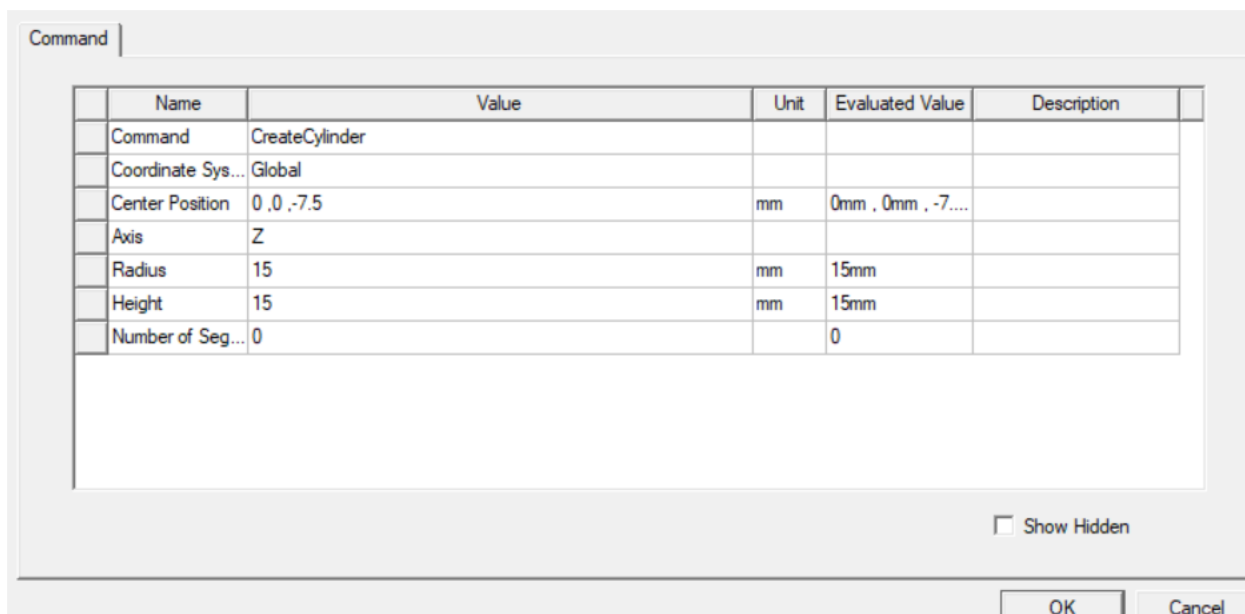 Command
Name Value Unit Evaluated Value Description
Command CreateCylinder
Coordinate Sys... Global
Center Position 0 ,0 ,-7.5 mm 0mm , 0mm , -7....
Axis Z
Radius 15 mm 15mm
Height 15 mm 15mm
Number of Seg... 0 0
Show Hidden
OK Cancel